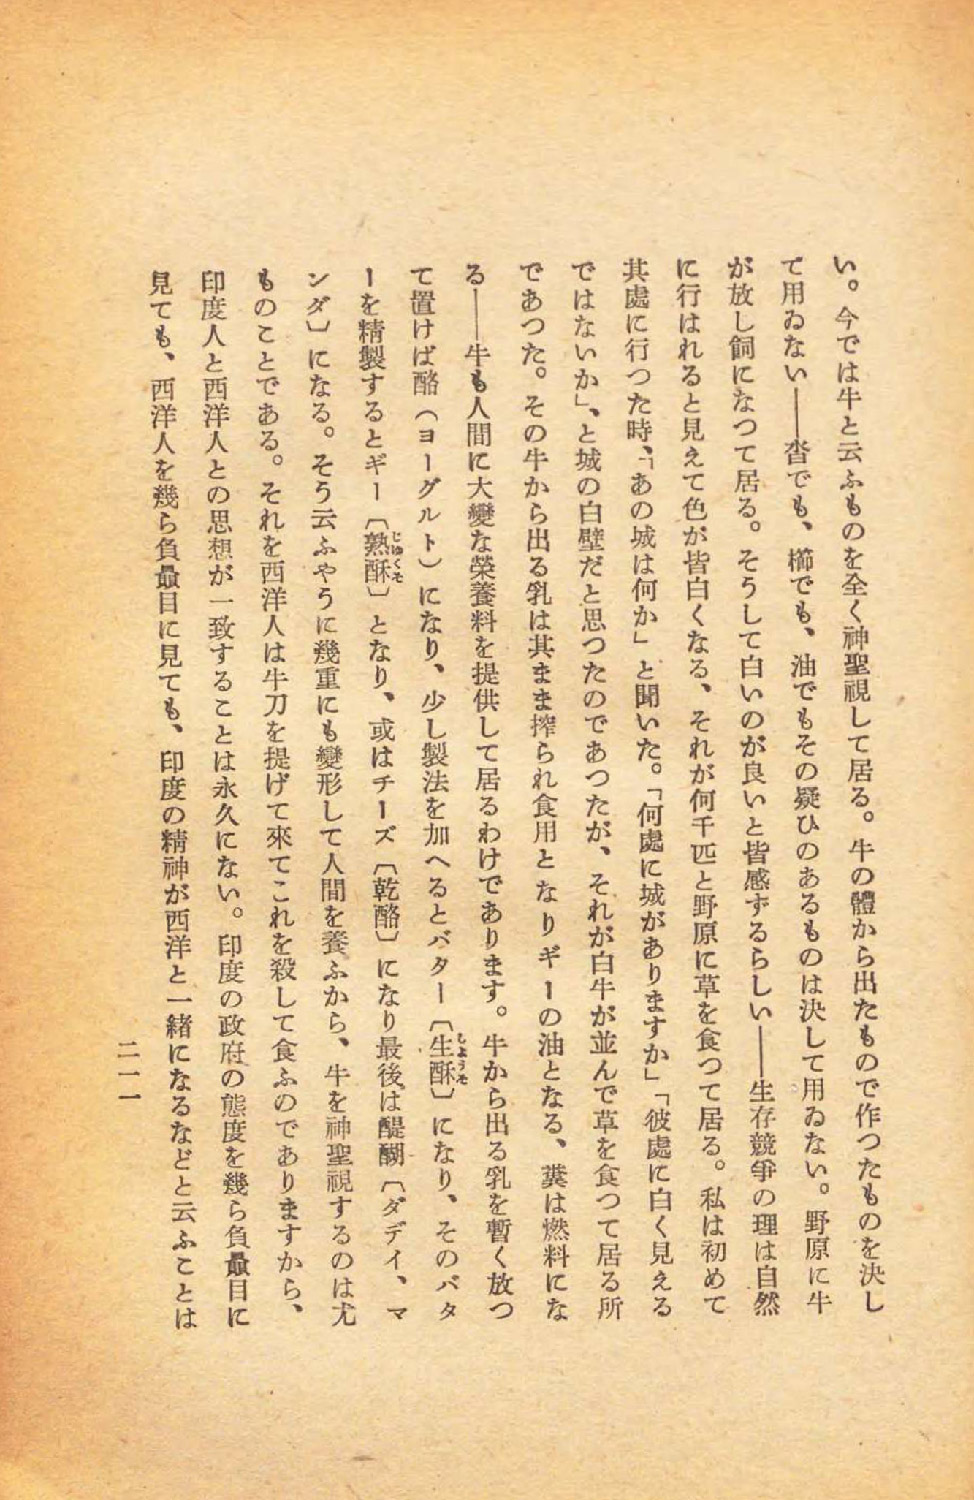 い。今では牛と云ふものを全く神聖視して居る。牛の體から出たもので作つたものを決し
て用ゐない――沓でも、櫛でも、油でもその疑ひのあるものは決して用ゐない。野原に牛
が放し飼になつて居る。そうして白いのが良いと皆感ずるらしい――生存競爭の理は自然
に行はれると見えて色が皆白くなる、それが何千匹と野原に草を食つて居る。私は初めて
其處に行つた時、「あの城は何か」と聞いた。「何處に城がありますか」「彼處に白く見える
ではないか」、と城の白壁だと思つたのであつたが、それが白牛が並んで草を食つて居る所
であつた。その牛から出る乳は其まま搾られ食用となりギーの油となる、糞は燃料にな
る――牛も人間に大變な榮養料を提供して居るわけであります。牛から出る乳を暫く放つ
て置けば酪（ヨーグルト）になり、少し製法を加へるとバター〔生酥〕になり、そのバタ
ーを精製するとギー〔熟酥〕となり、或はチーズ〔乾酪〕になり最後は醍醐〔ダデイ、マ
ンダ〕になる。そう云ふやうに幾重にも變形して人間を養ふから、牛を神聖視するのは尤
ものことである。それを西洋人は牛刀を提げて來てこれを殺して食ふのでありますから、
印度人と西洋人との思想が一致することは永久にない。印度の政府の態度を幾ら負贔目に
見ても、西洋人を幾ら負贔目に見ても、印度の精神が西洋と一緒になるなどと云ふことは
二一一